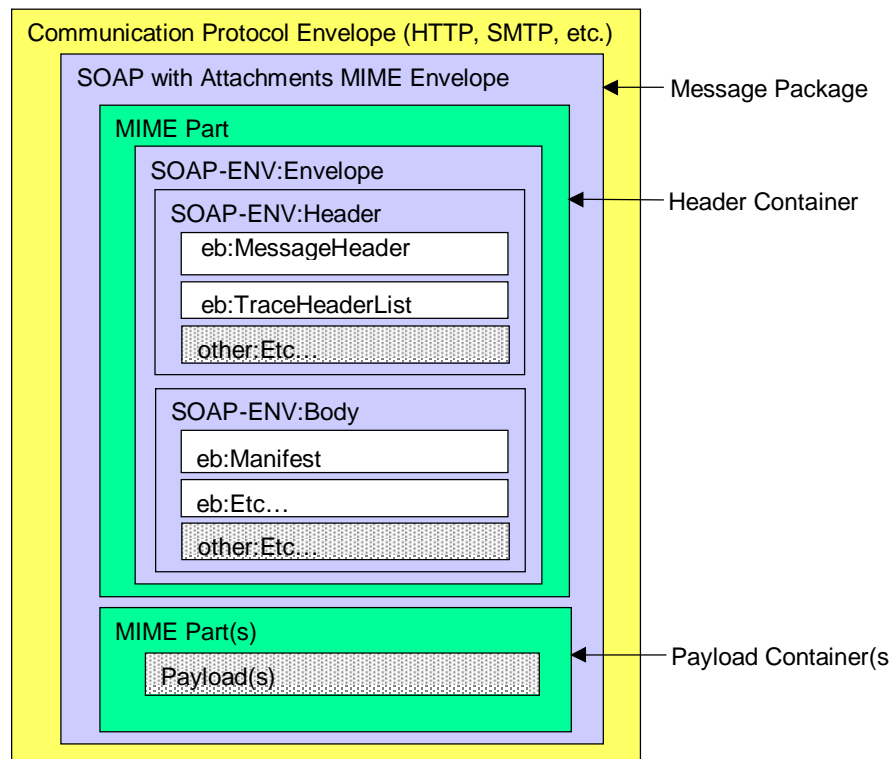 Communication Protocol Envelope (HTTP, SMTP, etc.)
SOAP with Attachments MIME Envelope
Message Package
MIME Part
SOAP-ENV:Envelope
Header Container
SOAP-ENV:Header
eb:MessageHeader
eb:TraceHeaderList
other:Etc…
SOAP-ENV:Body
eb:Manifest
eb:Etc…
other:Etc…
MIME Part(s)
Payload Container(s
Payload(s)